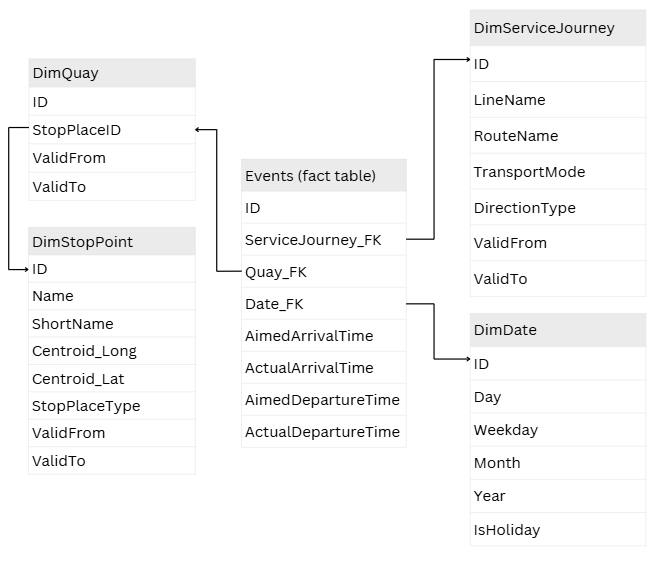 DimQuay
ID
StopPlaceID
ValidFrom
ValidTo
DimStopPoint
ID
Name
ShortName
Centroid_Long
Centroid_Lat
StopPlaceType
ValidFrom
ValidTo
Events (fact table)
ID
ServiceJourney_FK
Quay_FK
Date_FK
AimedArrivalTime
ActualArrivalTime
AimedDepartureTime
ActualDepartureTime
DimServiceJourney
ID
LineName
RouteName
TransportMode
DirectionType
ValidFrom
ValidTo
DimDate
ID
Day
Weekday
Month
Year
IsHoliday